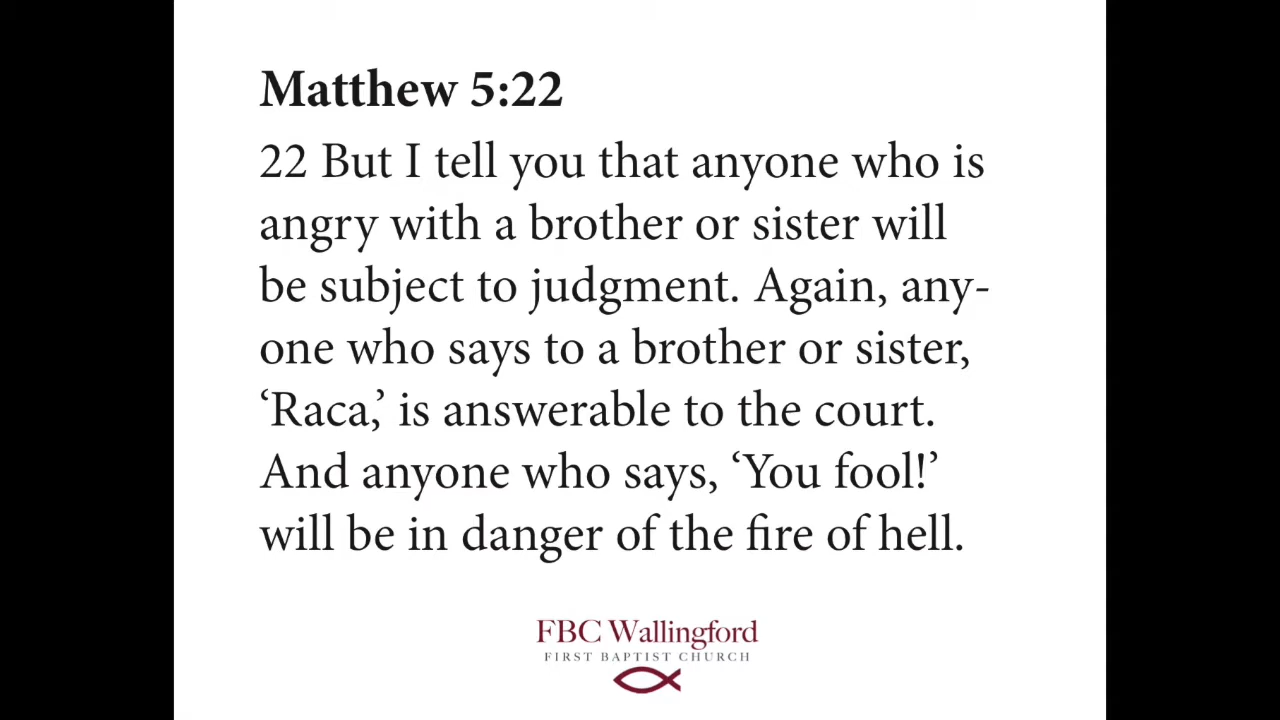 Matthew 5:22
22 But I tell you that anyone who is
angry with a brother or sister will
be subject to judgment. Again, any-
one who says to a brother or sister,
‘Raca,’ is answerable to the court.
And anyone who says, ‘You fool!’
will be in danger of the fire of hell.
FBC Wallingford
FIRST BAPTIST CHURCH